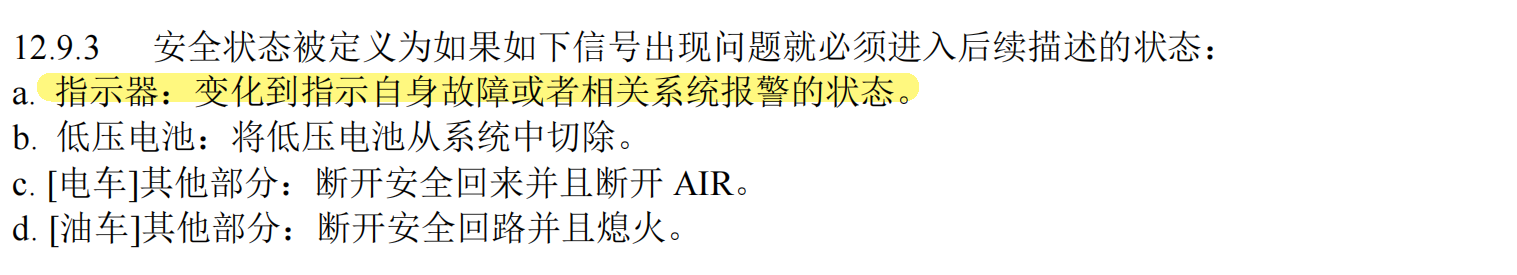 12.9.3 安全状态被定义为如果如下信号出现问题就必须进入后续描述的状态：
a. 指示器：变化到指示自身故障或者相关系统报警的状态。
b. 低压电池：将低压电池从系统中切除。
c. [电车]其他部分：断开安全回来并且断开 AIR。
d. [油车]其他部分：断开安全回路并且熄火。